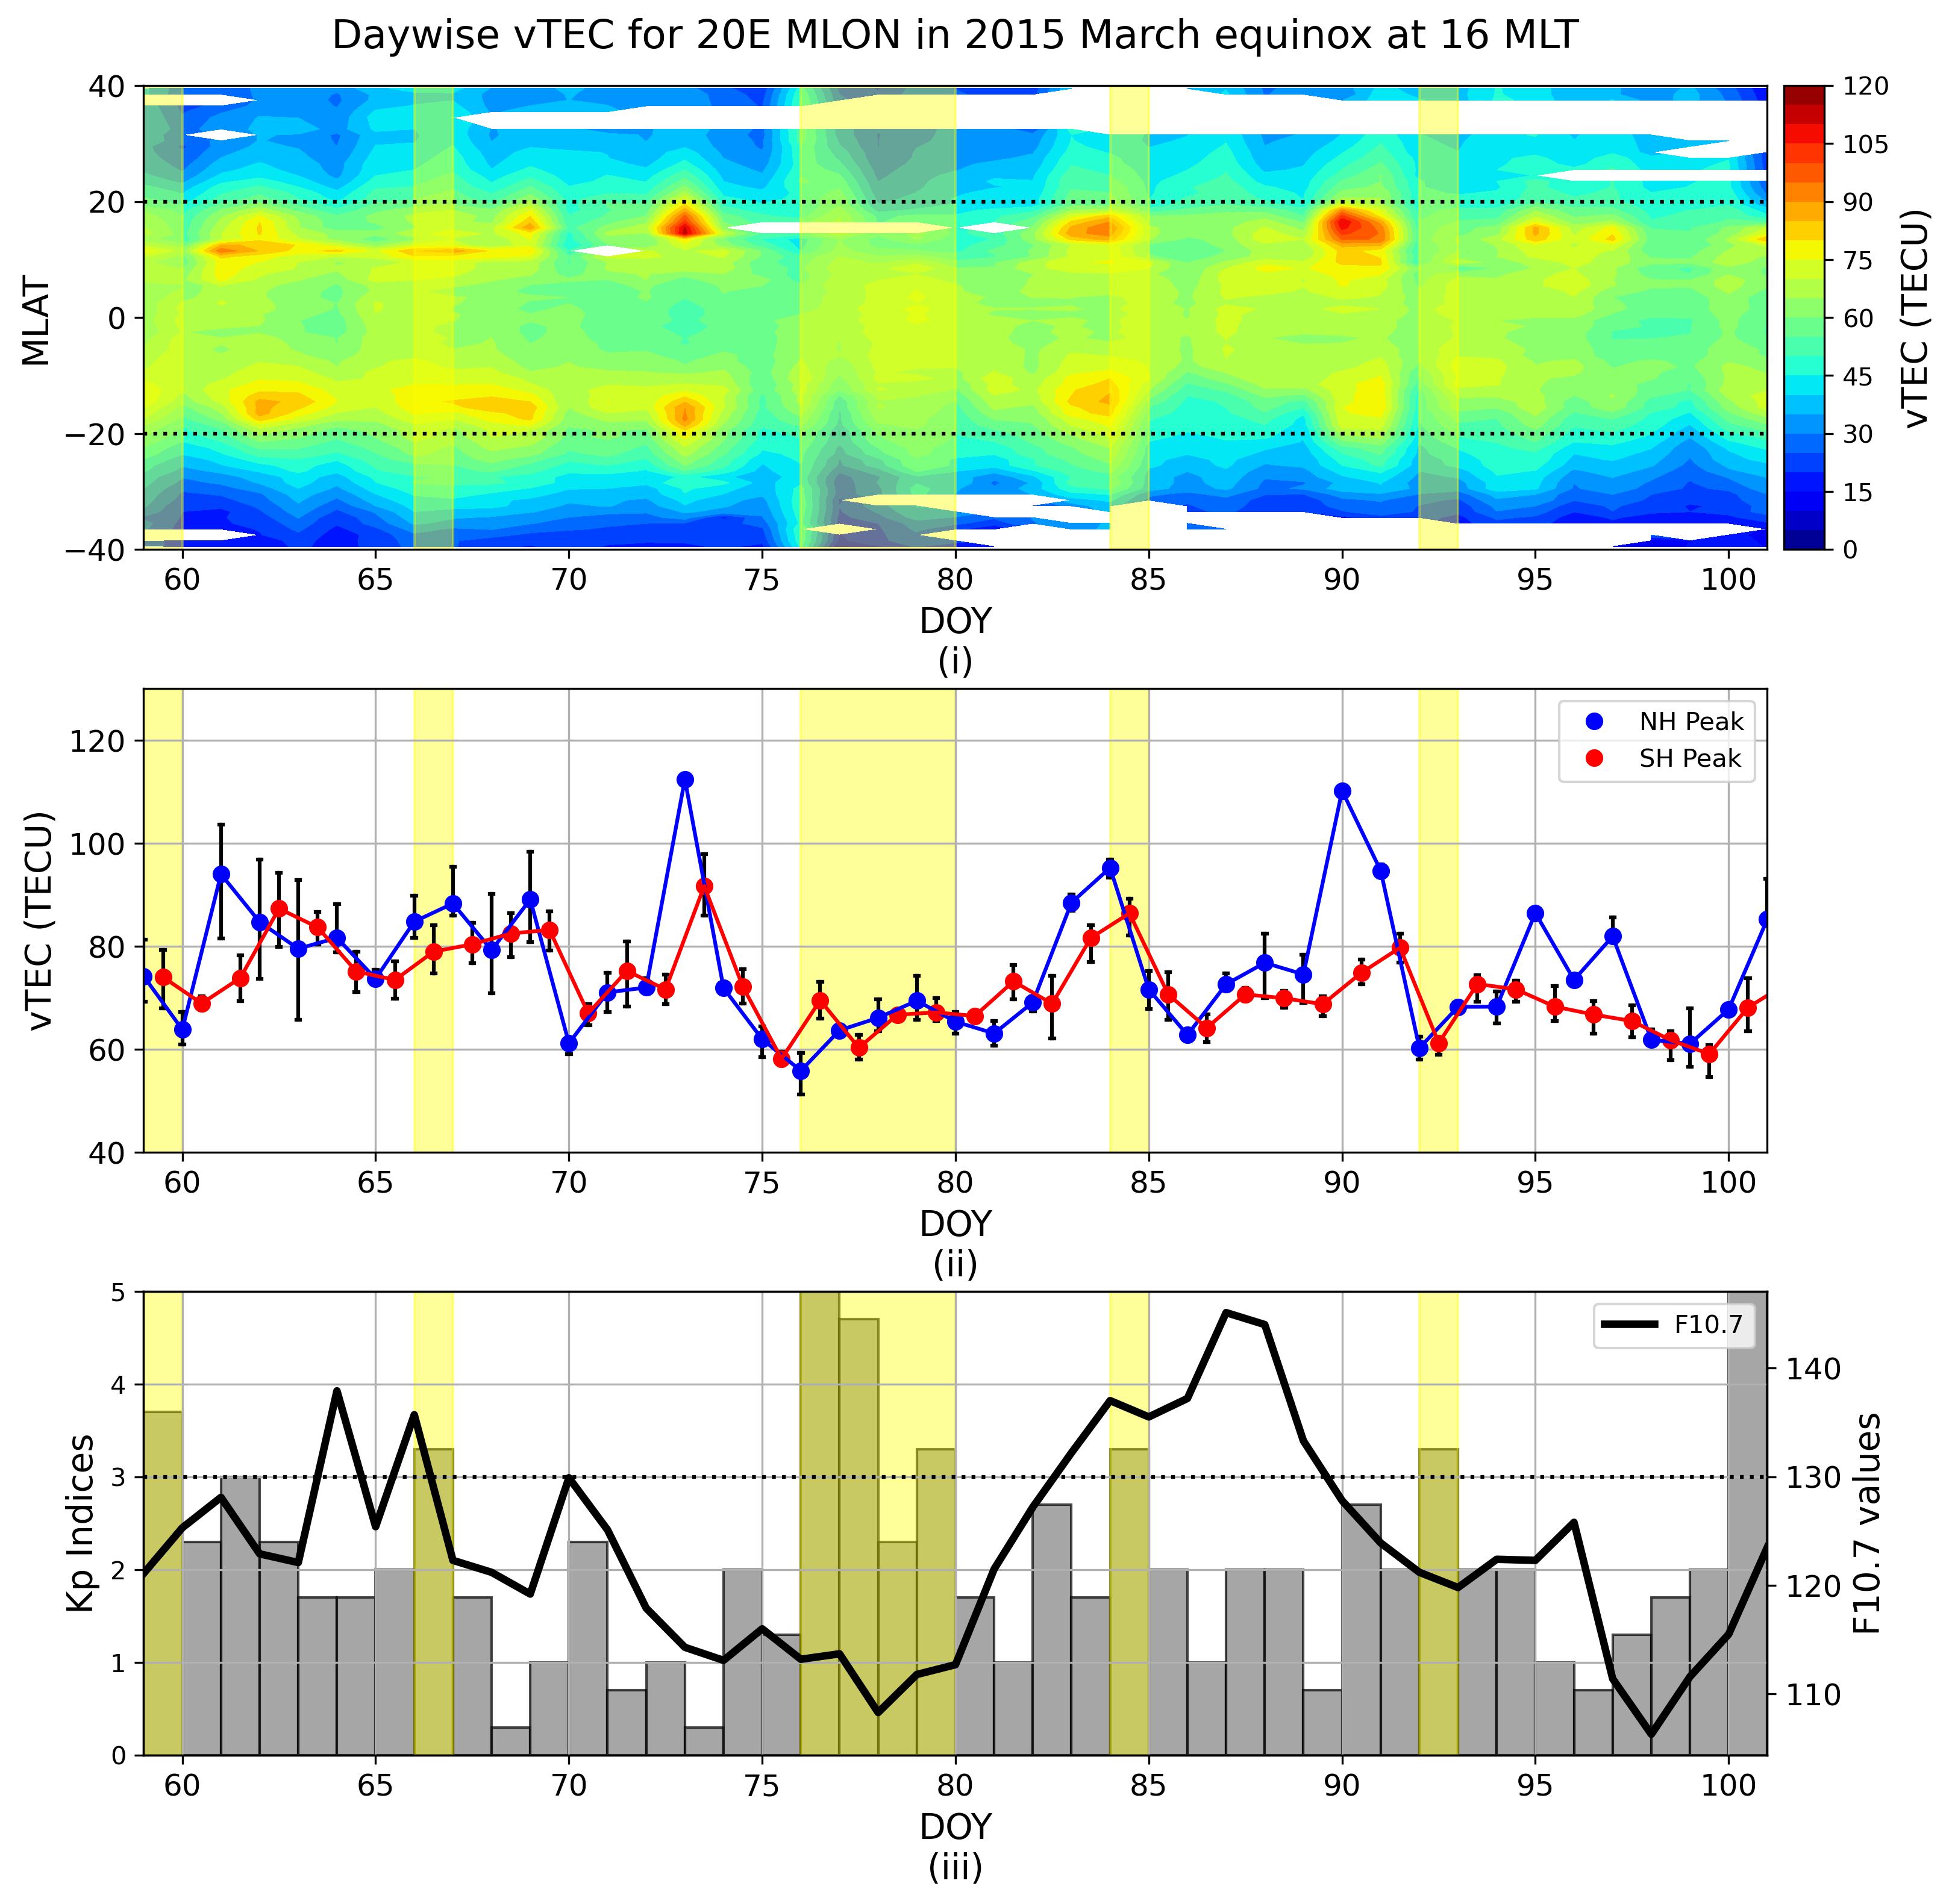 Daywise vTEC for 20E MLON in 2015 March equinox at 16 MLT
40
20
0
−20
−40
MLAT
60 65 70 75 80 85 90 95 100
DOY
(i)
120
105
90
75
60
45
30
15
0
vTEC (TECU)
120
100
80
60
40
vTEC (TECU)
NH Peak
SH Peak
60 65 70 75 80 85 90 95 100
DOY
(ii)
5
4
3
2
1
0
Kp Indices
F10.7
140
130
120
110
F10.7 values
60 65 70 75 80 85 90 95 100
DOY
(iii)